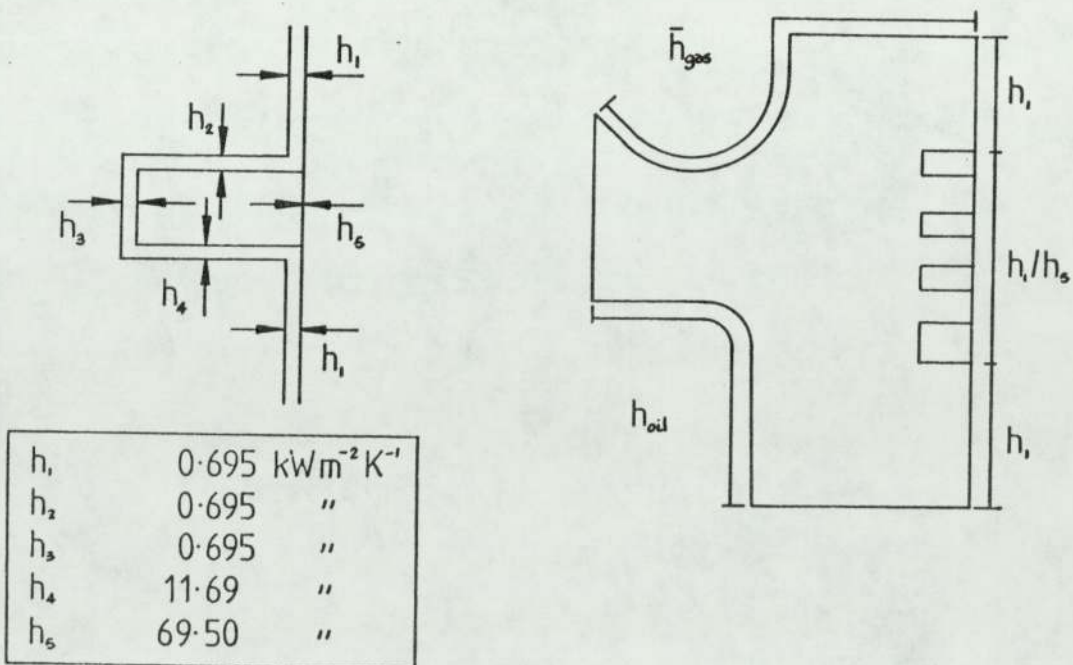 h₁
h₂
h₃
h₅
h₄
h₁
h̄gas
h₁
h₁/h₅
hoil
h₁
h₁ 0·695 kWm⁻²K⁻¹
h₂ 0·695 "
h₃ 0·695 "
h₄ 11·69 "
h₅ 69·50 "